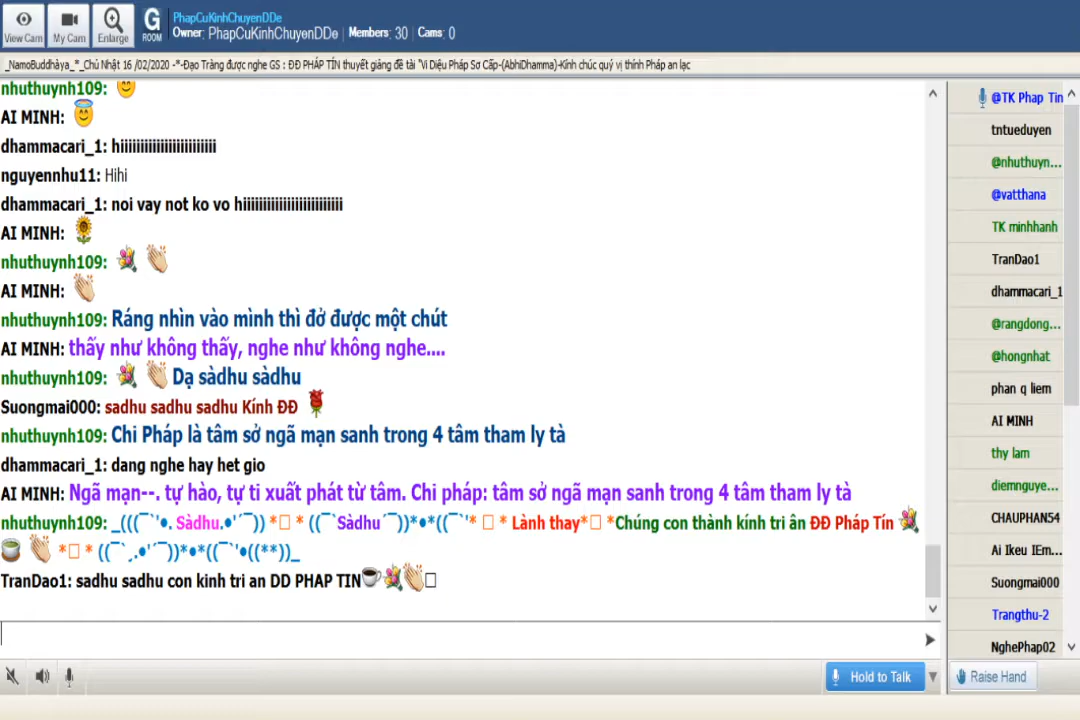 View Cam My Cam Enlarge G ROOM
PhapCuKinhChuyenDDe
Owner: PhapCuKinhChuyenDDe | Members: 30 | Cams: 0
_NamoBuddhàya_*_Chủ Nhật 16 /02/2020 -*-Đạo Tràng được nghe GS : ĐĐ PHÁP TÍN thuyết giảng đề tài "Vi Diệu Pháp Sơ Cấp-(AbhiDhamma)-Kính chúc quý vị thính Pháp an lạc
nhuthuynh109: 😊
AI MINH: 😇
dhammacari_1: hiiiiiiiiiiiiiiiiiiiiiiii
nguyennhu11: Hihi
dhammacari_1: noi vay not ko vo hiiiiiiiiiiiiiiiiiiiiiiiii
AI MINH: 🌻
nhuthuynh109: 💐 👏
AI MINH: 👏
nhuthuynh109: Ráng nhìn vào mình thì đở được một chút
AI MINH: thấy như không thấy, nghe như không nghe....
nhuthuynh109: 💐 👏 Dạ sàdhu sàdhu
Suongmai000: sadhu sadhu sadhu Kính ĐĐ 🌹
nhuthuynh109: Chi Pháp là tâm sở ngã mạn sanh trong 4 tâm tham ly tà
dhammacari_1: dang nghe hay het gio
AI MINH: Ngã mạn--. tự hào, tự ti xuất phát từ tâm. Chi pháp: tâm sở ngã mạn sanh trong 4 tâm tham ly tà
nhuthuynh109: _(((¯`'•. Sàdhu.•'´¯)) *▯ * ((¯`Sàdhu´¯))*•*((¯`'* ▯ * Lành thay*▯ *Chúng con thành kính tri ân ĐĐ Pháp Tín 💐
🍵 👏 *▯ * ((¯`¸.•'´¯))*•*((¯`'•((**))_
TranDao1: sadhu sadhu con kinh tri an DD PHAP TIN☕💐👏▯
@TK Phap Tin
tntueduyen
@nhuthuyn...
@vatthana
TK minhhanh
TranDao1
dhammacari_1
@rangdong...
@hongnhat
phan q liem
AI MINH
thy lam
diemnguye...
CHAUPHAN54
Ai Ikeu IEm...
Suongmai000
Trangthu-2
NghePhap02
Hold to Talk
Raise Hand